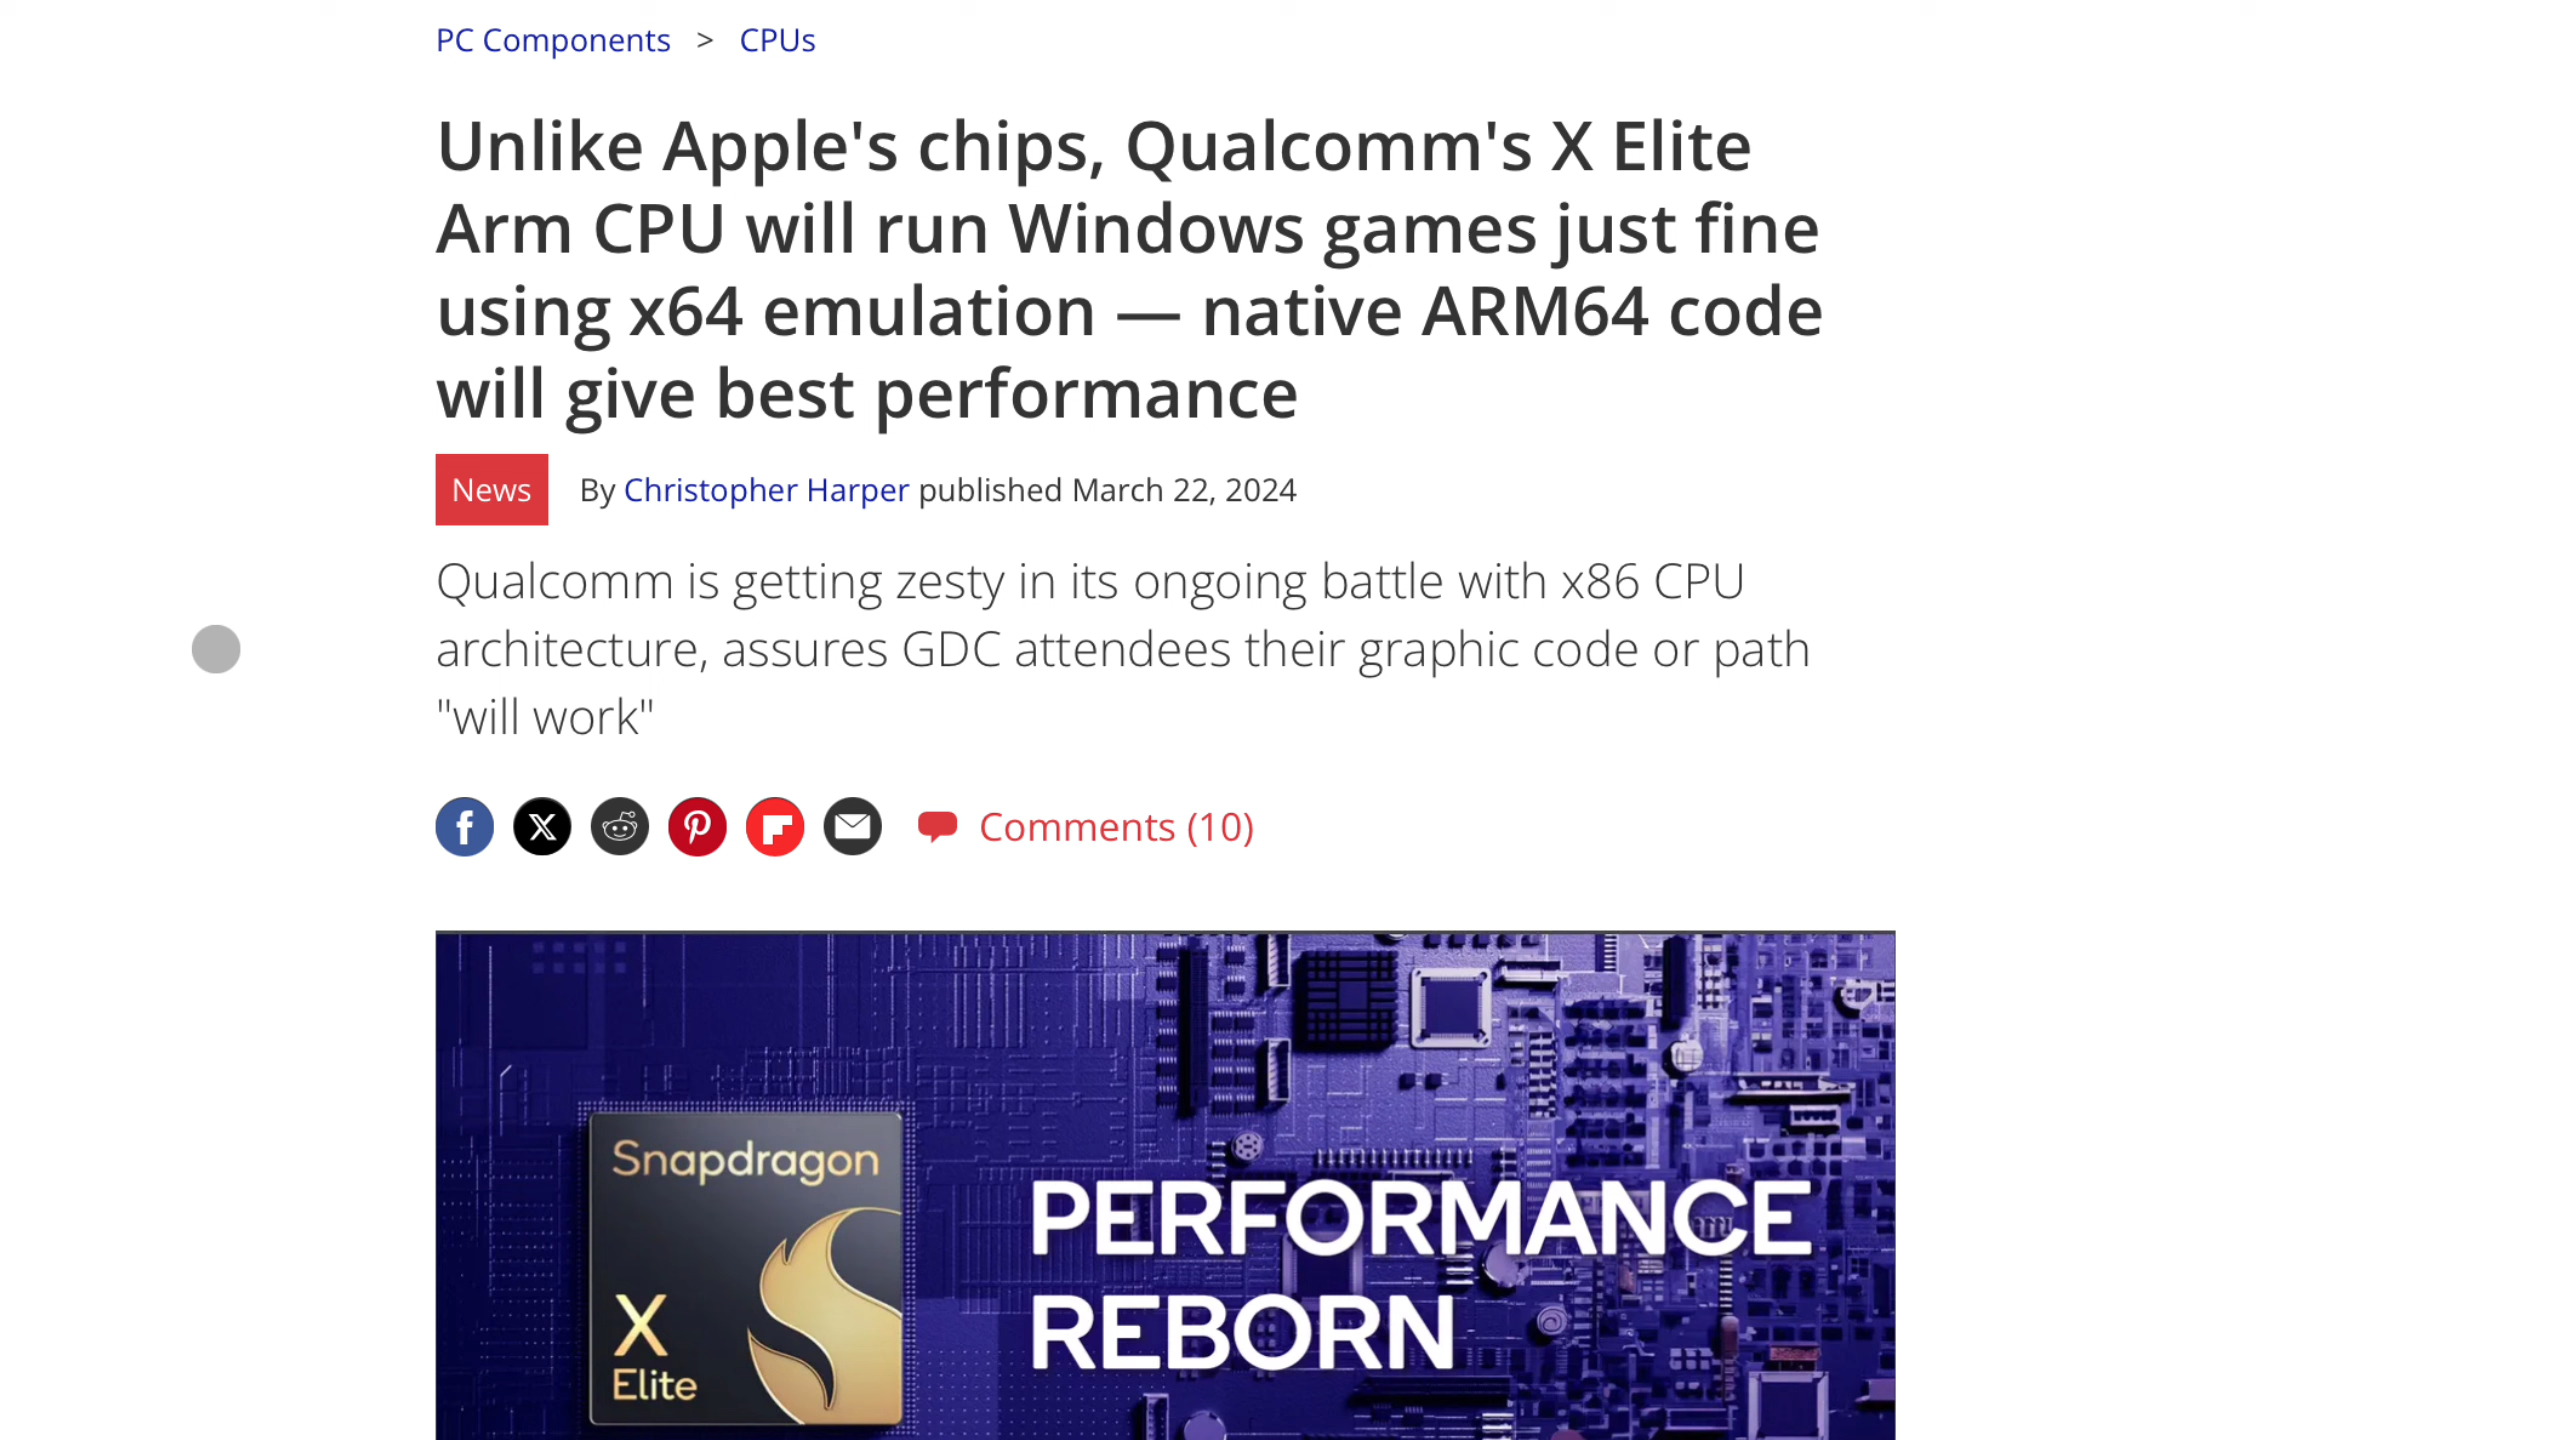 PC Components > CPUs
Unlike Apple's chips, Qualcomm's X Elite
Arm CPU will run Windows games just fine
using x64 emulation — native ARM64 code
will give best performance
News By Christopher Harper published March 22, 2024
Qualcomm is getting zesty in its ongoing battle with x86 CPU
architecture, assures GDC attendees their graphic code or path
"will work"
Comments (10)
Snapdragon
X
Elite
PERFORMANCE
REBORN